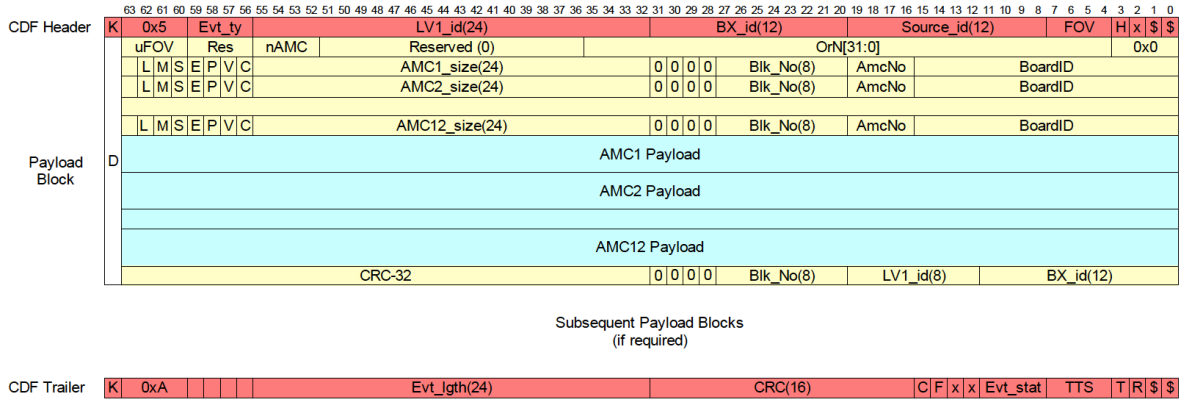 63 62 61 60 59 58 57 56 55 54 53 52 51 50 49 48 47 46 45 44 43 42 41 40 39 38 37 36 35 34 33 32 31 30 29 28 27 26 25 24 23 22 21 20 19 18 17 16 15 14 13 12 11 10 9 8 7 6 5 4 3 2 1 0
CDF Header K 0x5 Evt_ty LV1_id(24) BX_id(12) Source_id(12) FOV H x $ $
uFOV Res nAMC Reserved (0) OrN[31:0] 0x0
L M S E P V C AMC1_size(24) 0 0 0 0 Blk_No(8) AmcNo BoardID
L M S E P V C AMC2_size(24) 0 0 0 0 Blk_No(8) AmcNo BoardID
L M S E P V C AMC12_size(24) 0 0 0 0 Blk_No(8) AmcNo BoardID
Payload
Block
D
AMC1 Payload
AMC2 Payload
AMC12 Payload
CRC-32 0 0 0 0 Blk_No(8) LV1_id(8) BX_id(12)
Subsequent Payload Blocks
(if required)
CDF Trailer K 0xA Evt_lgth(24) CRC(16) C F x x Evt_stat TTS T R $ $